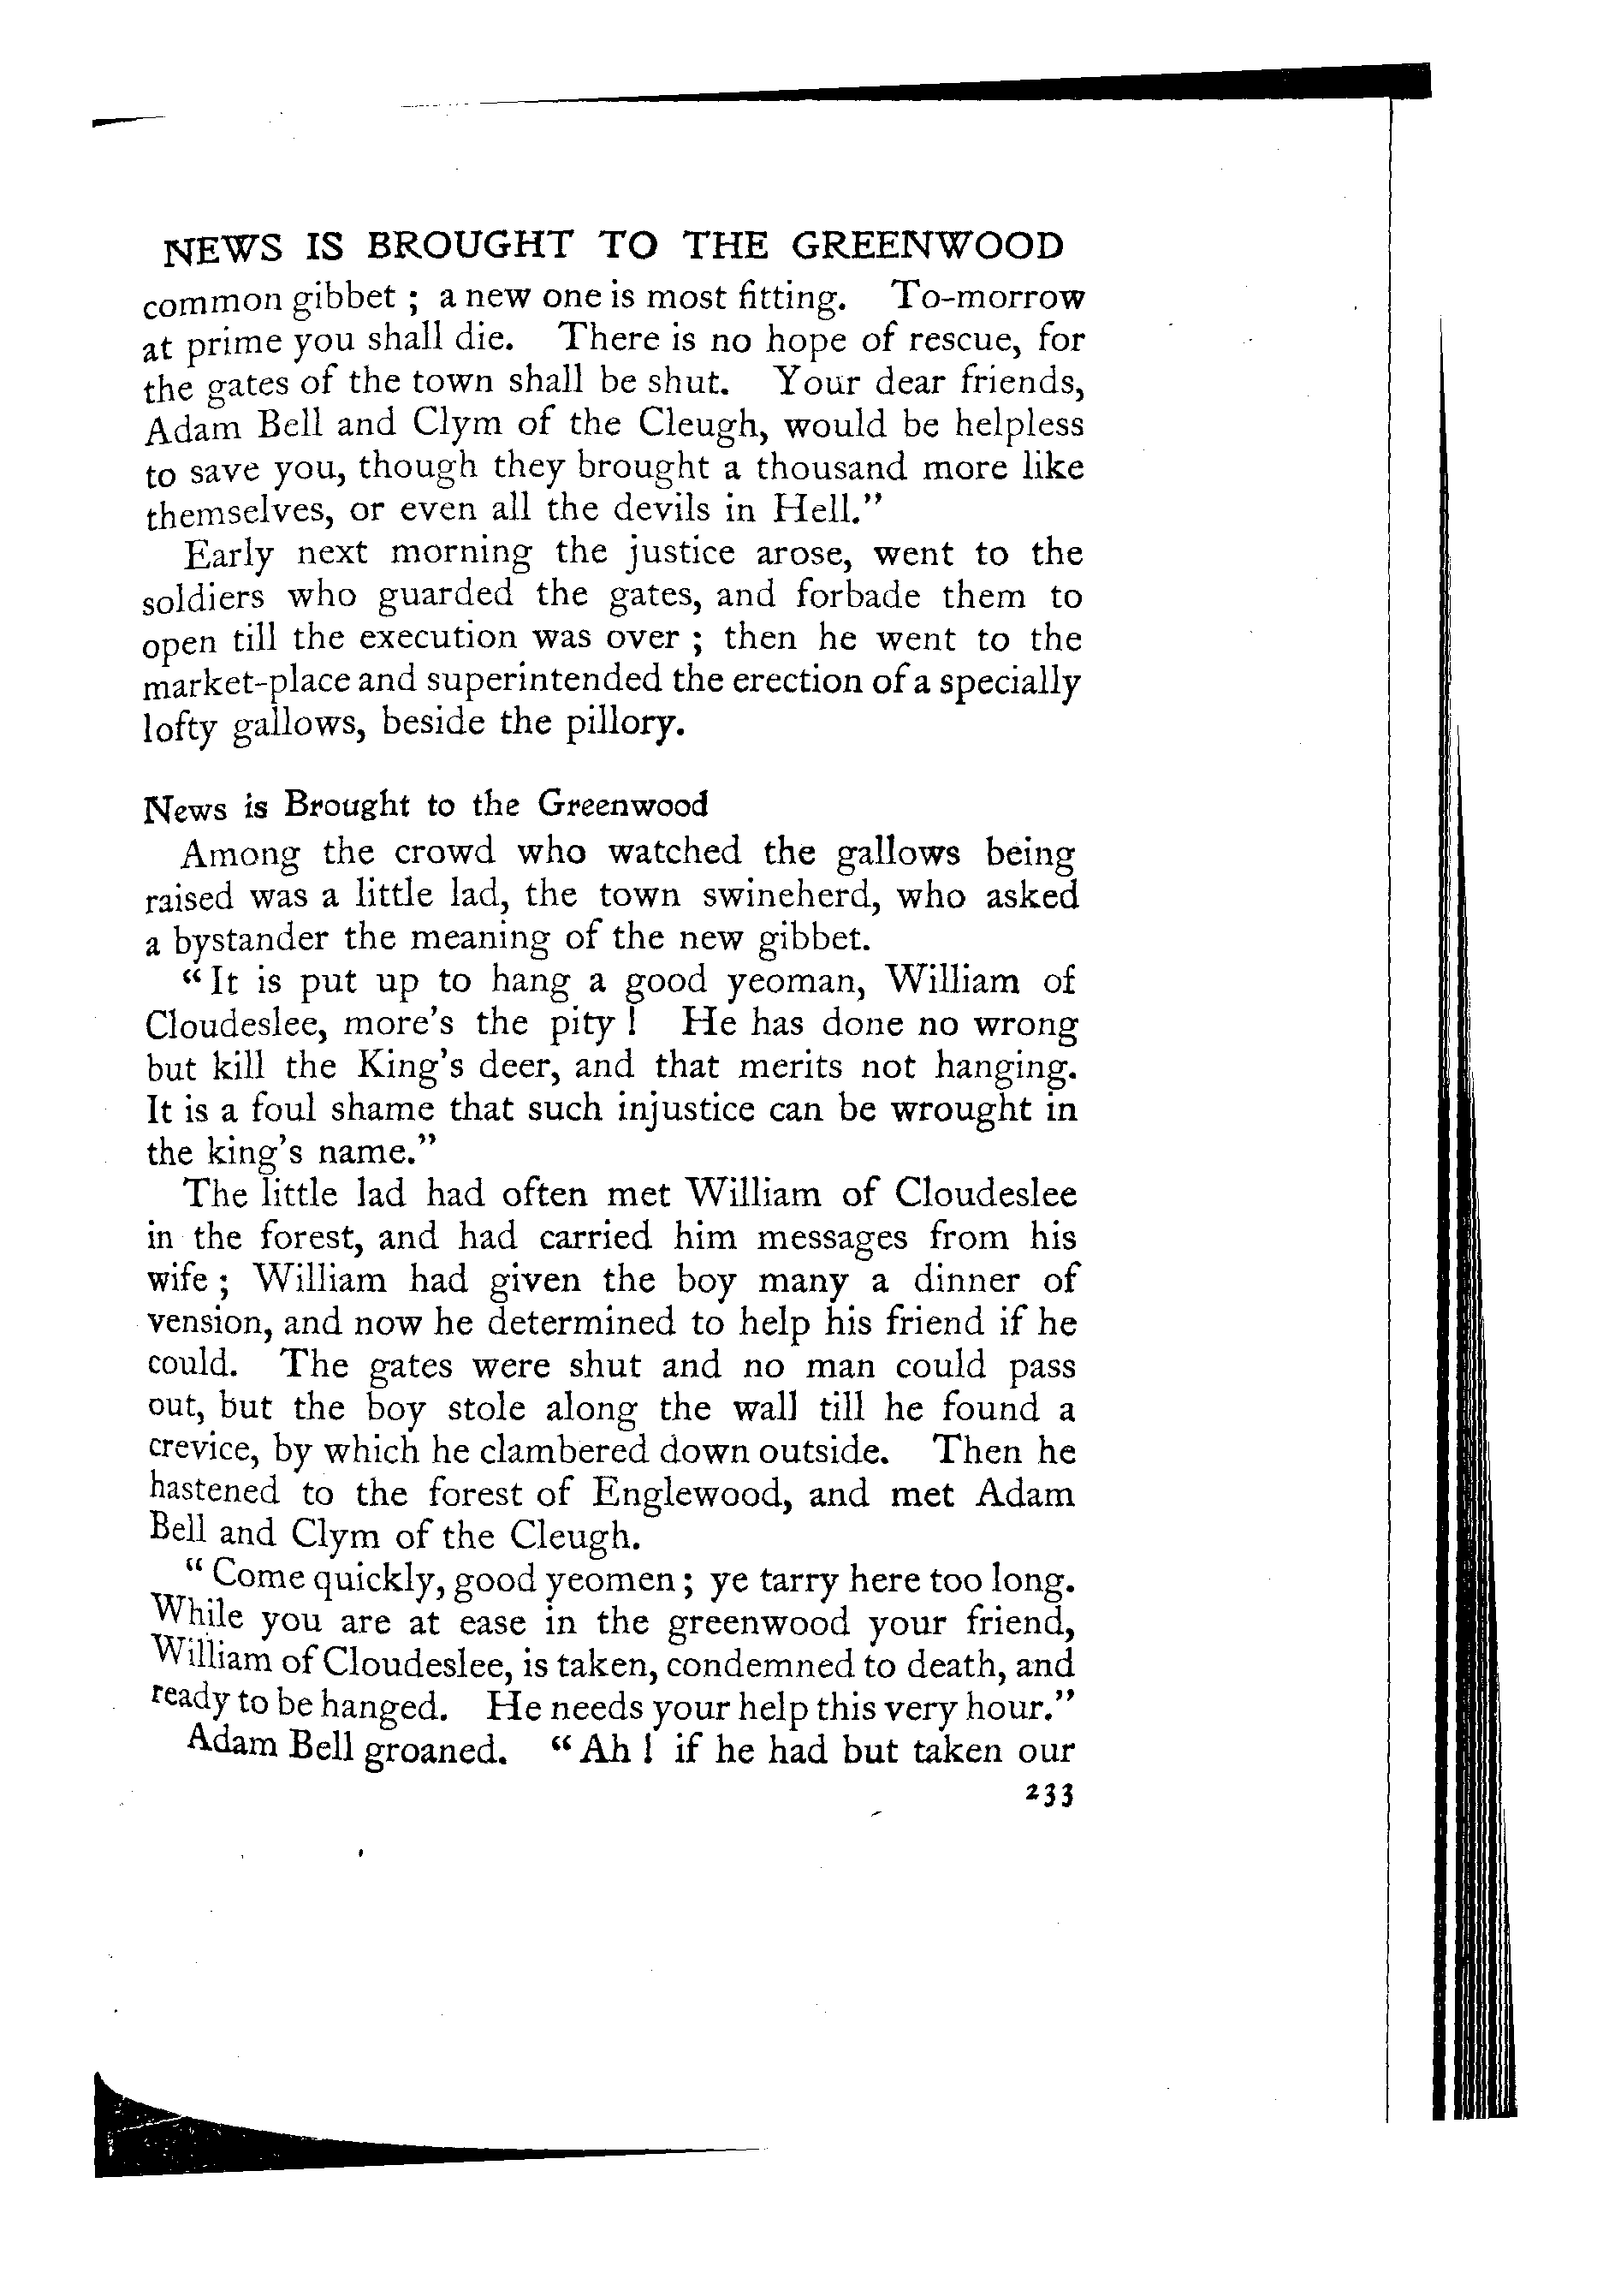 NEWS IS BROUGHT TO THE GREENWOOD
common gibbet ; a new one is most fitting. To-morrow
at prime you shall die. There is no hope of rescue, for
the gates of the town shall be shut. Your dear friends,
Adam Bell and Clym of the Cleugh, would be helpless
to save you, though they brought a thousand more like
themselves, or even all the devils in Hell.”
Early next morning the justice arose, went to the
soldiers who guarded the gates, and forbade them to
open till the execution was over ; then he went to the
market-place and superintended the erection of a specially
lofty gallows, beside the pillory.
News is Brought to the Greenwood
Among the crowd who watched the gallows being
raised was a little lad, the town swineherd, who asked
a bystander the meaning of the new gibbet.
“ It is put up to hang a good yeoman, William of
Cloudeslee, more’s the pity ! He has done no wrong
but kill the King’s deer, and that merits not hanging.
It is a foul shame that such injustice can be wrought in
the king’s name.”
The little lad had often met William of Cloudeslee
in the forest, and had carried him messages from his
wife ; William had given the boy many a dinner of
vension, and now he determined to help his friend if he
could. The gates were shut and no man could pass
out, but the boy stole along the wall till he found a
crevice, by which he clambered down outside. Then he
hastened to the forest of Englewood, and met Adam
Bell and Clym of the Cleugh.
“ Come quickly, good yeomen ; ye tarry here too long.
While you are at ease in the greenwood your friend,
William of Cloudeslee, is taken, condemned to death, and
ready to be hanged. He needs your help this very hour.”
Adam Bell groaned. “ Ah ! if he had but taken our
233